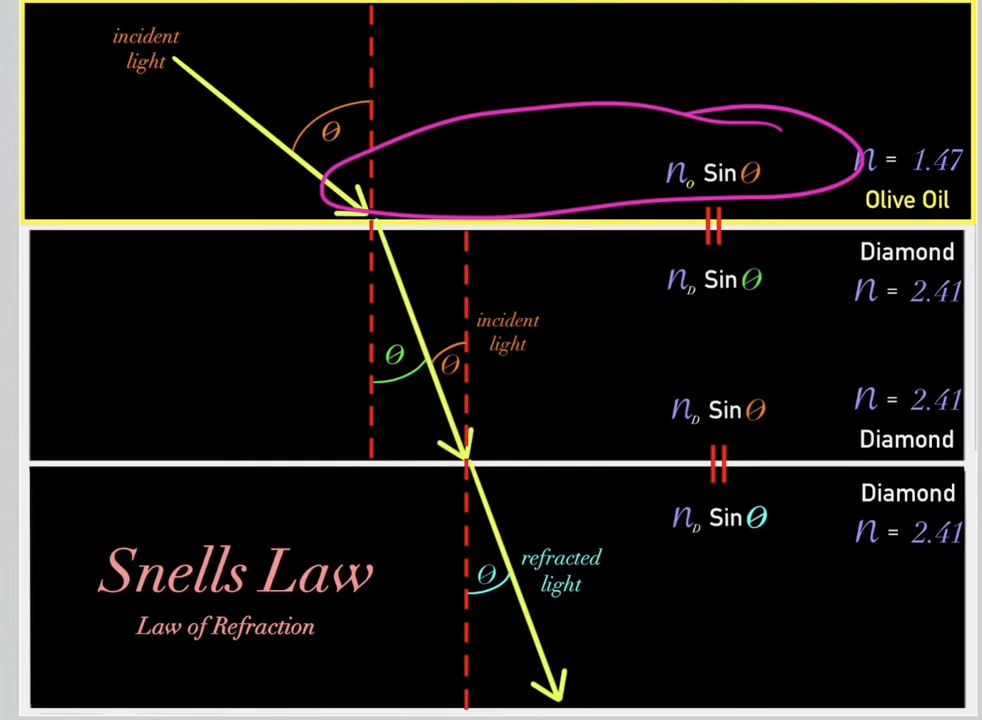 incident
light
Ø
n = 1.47
nₒ Sin Ø
Olive Oil
Diamond
n_D Sin Ø
n = 2.41
incident
light
Ø
Ø
n = 2.41
n_D Sin Ø
Diamond
Diamond
n_D Sin Ø
n = 2.41
Snells Law
Law of Refraction
refracted
light
Ø